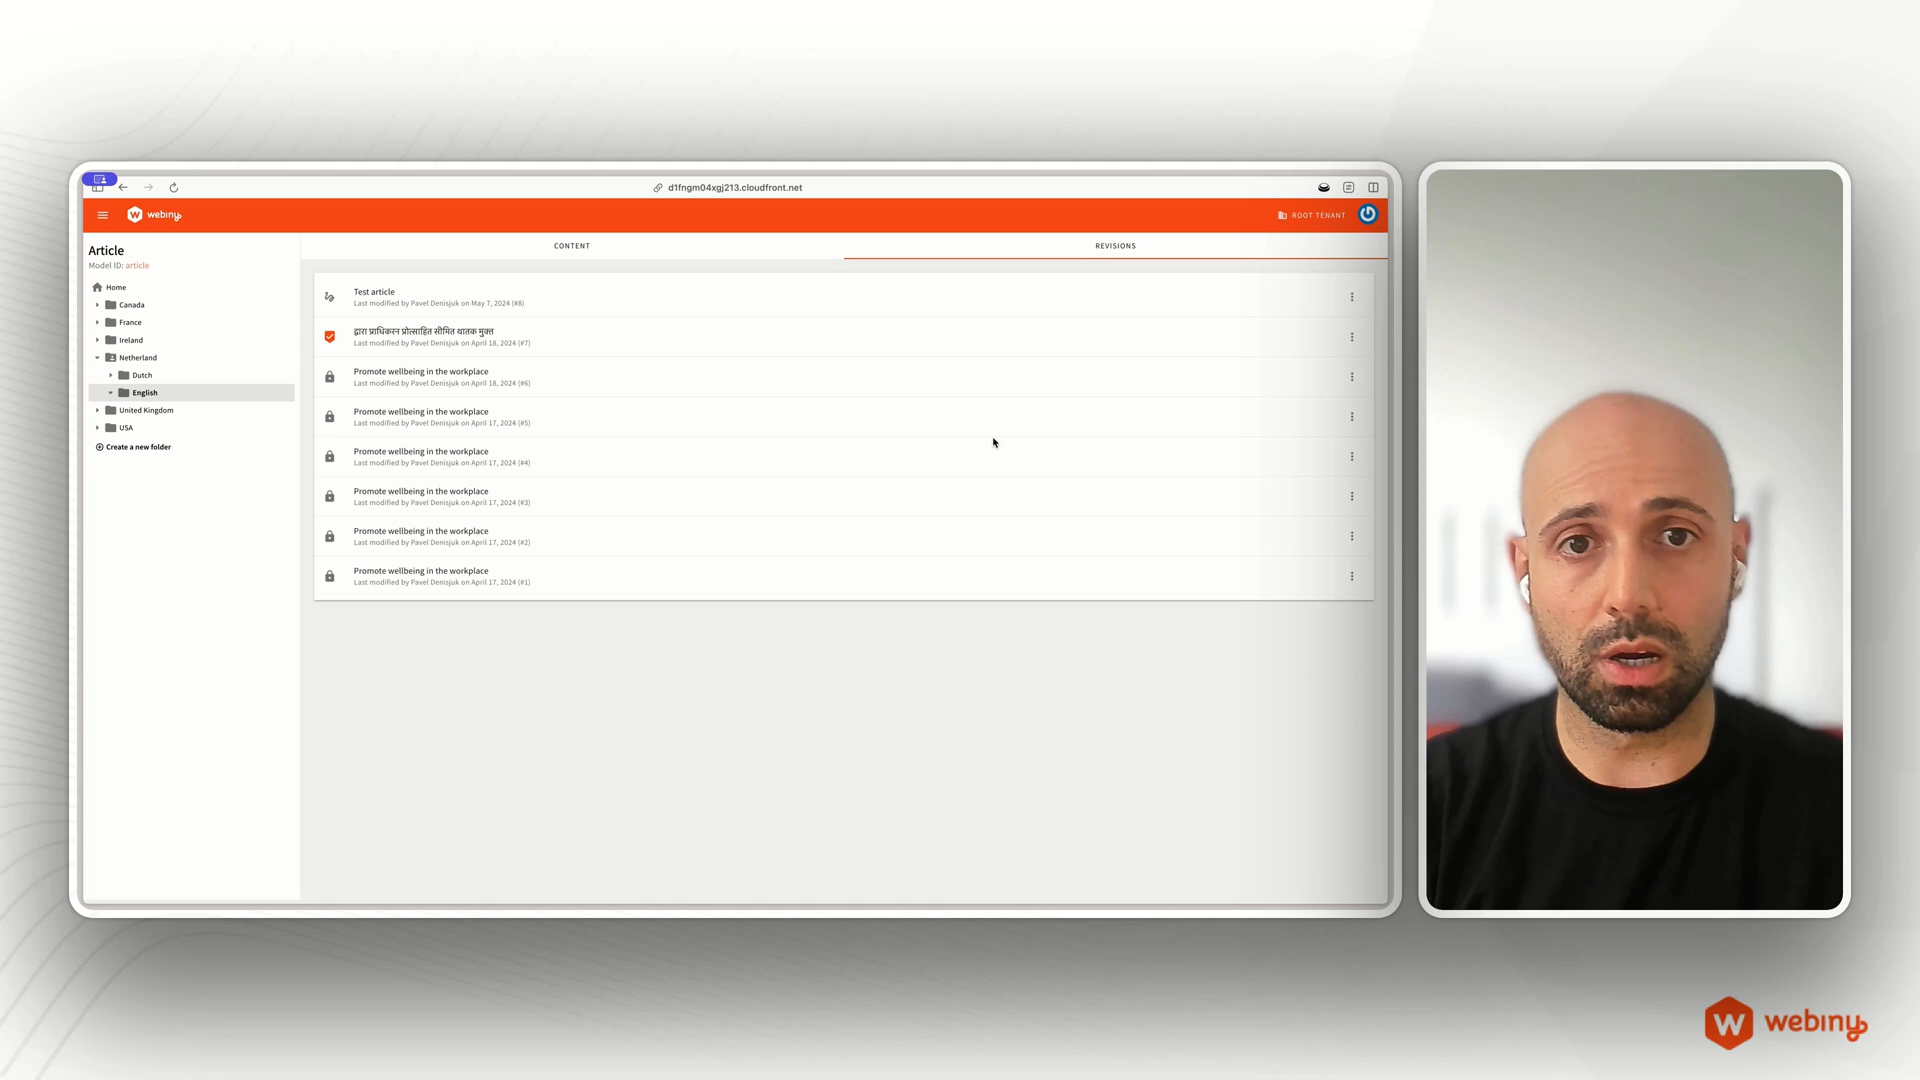 d1fngm04xgj213.cloudfront.net
webiny
ROOT TENANT
Article
Model ID: article
Home
Canada
France
Ireland
Netherland
Dutch
English
United Kingdom
USA
Create a new folder
CONTENT
REVISIONS
Test article
Last modified by Pavel Denisjuk on May 7, 2024 (#8)
द्वारा प्राधिकरन प्रोत्साहित सीमित थातक मुक्त
Last modified by Pavel Denisjuk on April 18, 2024 (#7)
Promote wellbeing in the workplace
Last modified by Pavel Denisjuk on April 18, 2024 (#6)
Promote wellbeing in the workplace
Last modified by Pavel Denisjuk on April 17, 2024 (#5)
Promote wellbeing in the workplace
Last modified by Pavel Denisjuk on April 17, 2024 (#4)
Promote wellbeing in the workplace
Last modified by Pavel Denisjuk on April 17, 2024 (#3)
Promote wellbeing in the workplace
Last modified by Pavel Denisjuk on April 17, 2024 (#2)
Promote wellbeing in the workplace
Last modified by Pavel Denisjuk on April 17, 2024 (#1)
webiny